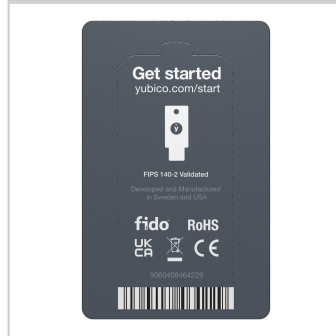 Get started
yubico.com/start
y
FIPS 140-2 Validated
Developed and Manufactured
in Sweden and USA
fido RoHS
UK
CA CE
5060408464229